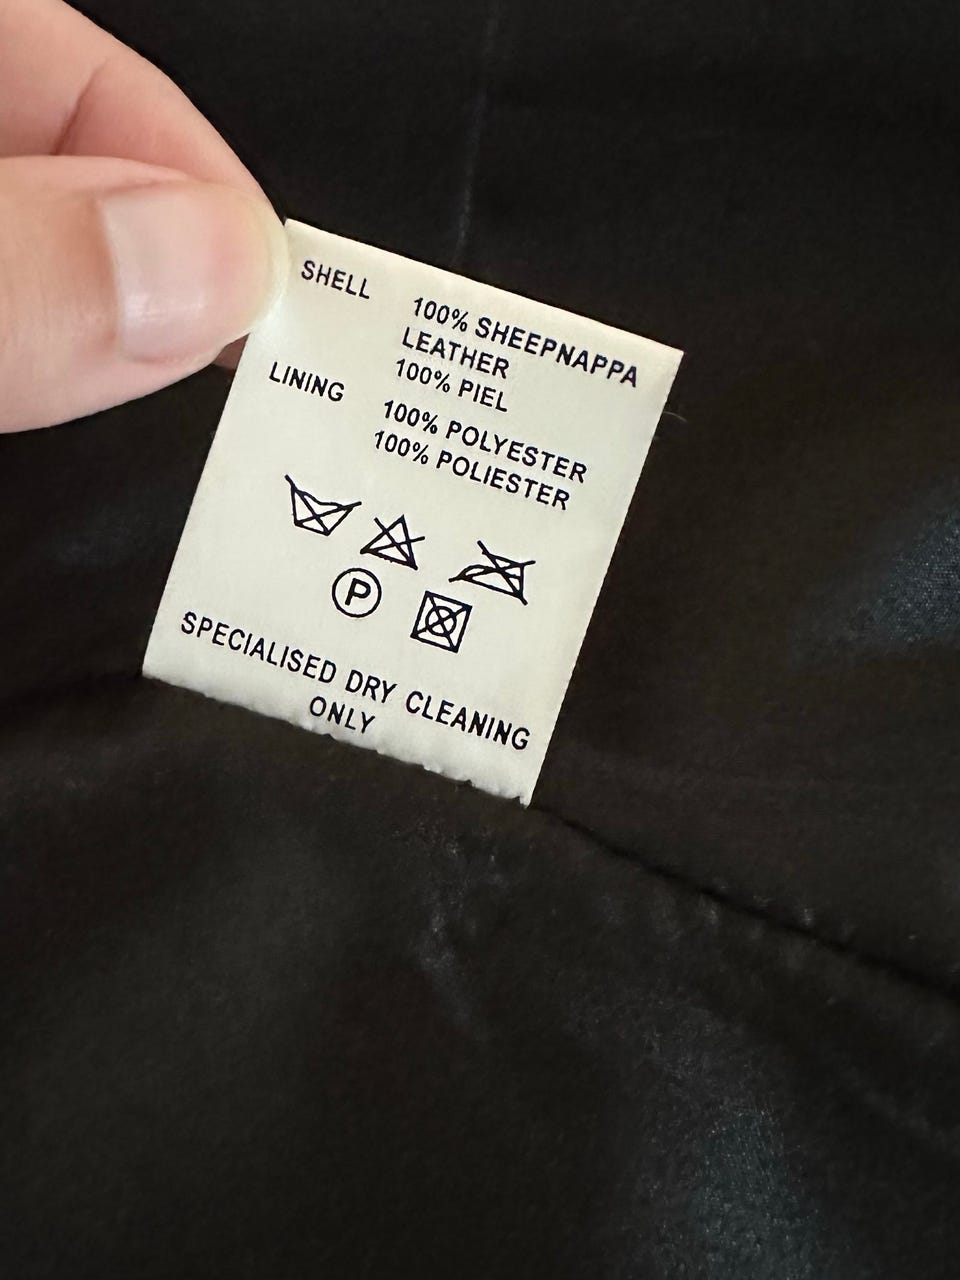 SHELL 100% SHEEPNAPPA
LEATHER
100% PIEL
LINING 100% POLYESTER
100% POLIESTER
P
SPECIALISED DRY CLEANING
ONLY